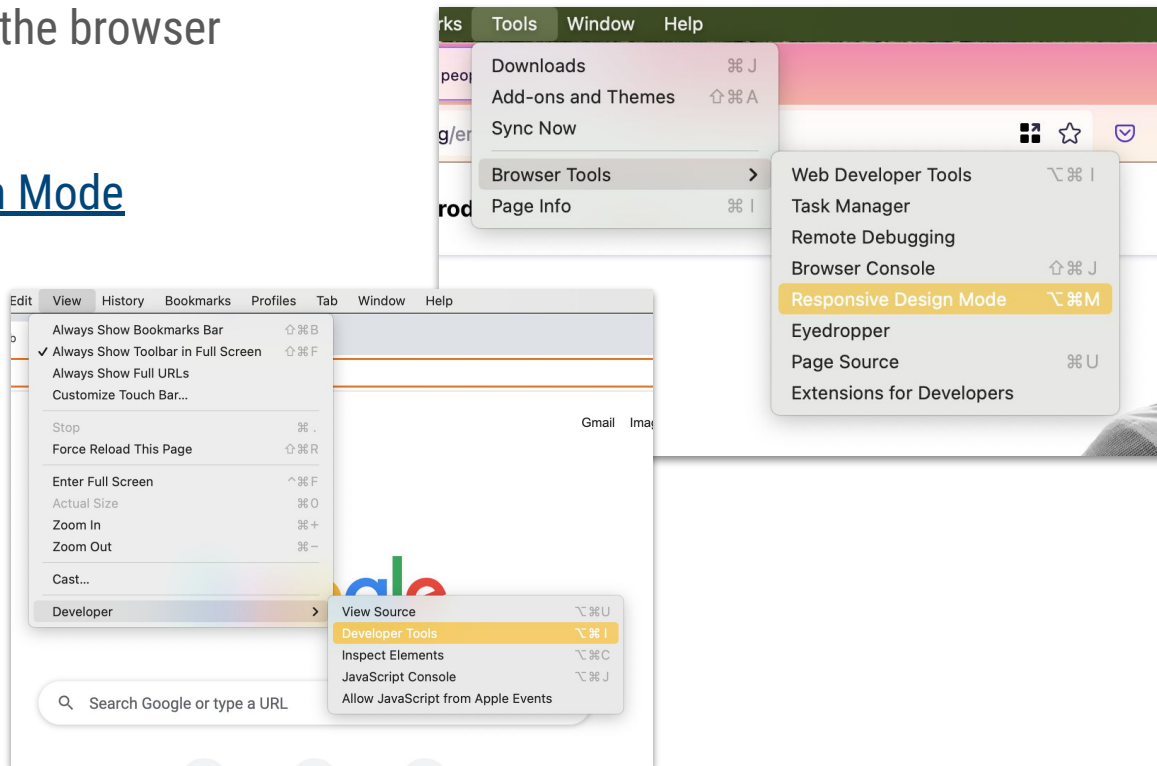 the browser
n Mode
rks Tools Window Help
Downloads ⌘ J
Add-ons and Themes ⇧ ⌘ A
Sync Now
Browser Tools >
Page Info ⌘ I
peop
g/er
rod
Web Developer Tools ⌥ ⌘ I
Task Manager
Remote Debugging
Browser Console ⇧ ⌘ J
Responsive Design Mode ⌥ ⌘M
Eyedropper
Page Source ⌘ U
Extensions for Developers
Edit View History Bookmarks Profiles Tab Window Help
Always Show Bookmarks Bar ⇧ ⌘ B
✓ Always Show Toolbar in Full Screen ⇧ ⌘ F
Always Show Full URLs
Customize Touch Bar...
Stop ⌘ .
Force Reload This Page ⇧ ⌘ R
Enter Full Screen ^ ⌘ F
Actual Size ⌘ 0
Zoom In ⌘ +
Zoom Out ⌘ −
Cast...
Developer >
View Source ⌥ ⌘ U
Developer Tools ⌥ ⌘ I
Inspect Elements ⌥ ⌘ C
JavaScript Console ⌥ ⌘ J
Allow JavaScript from Apple Events
Gmail Imag
Search Google or type a URL